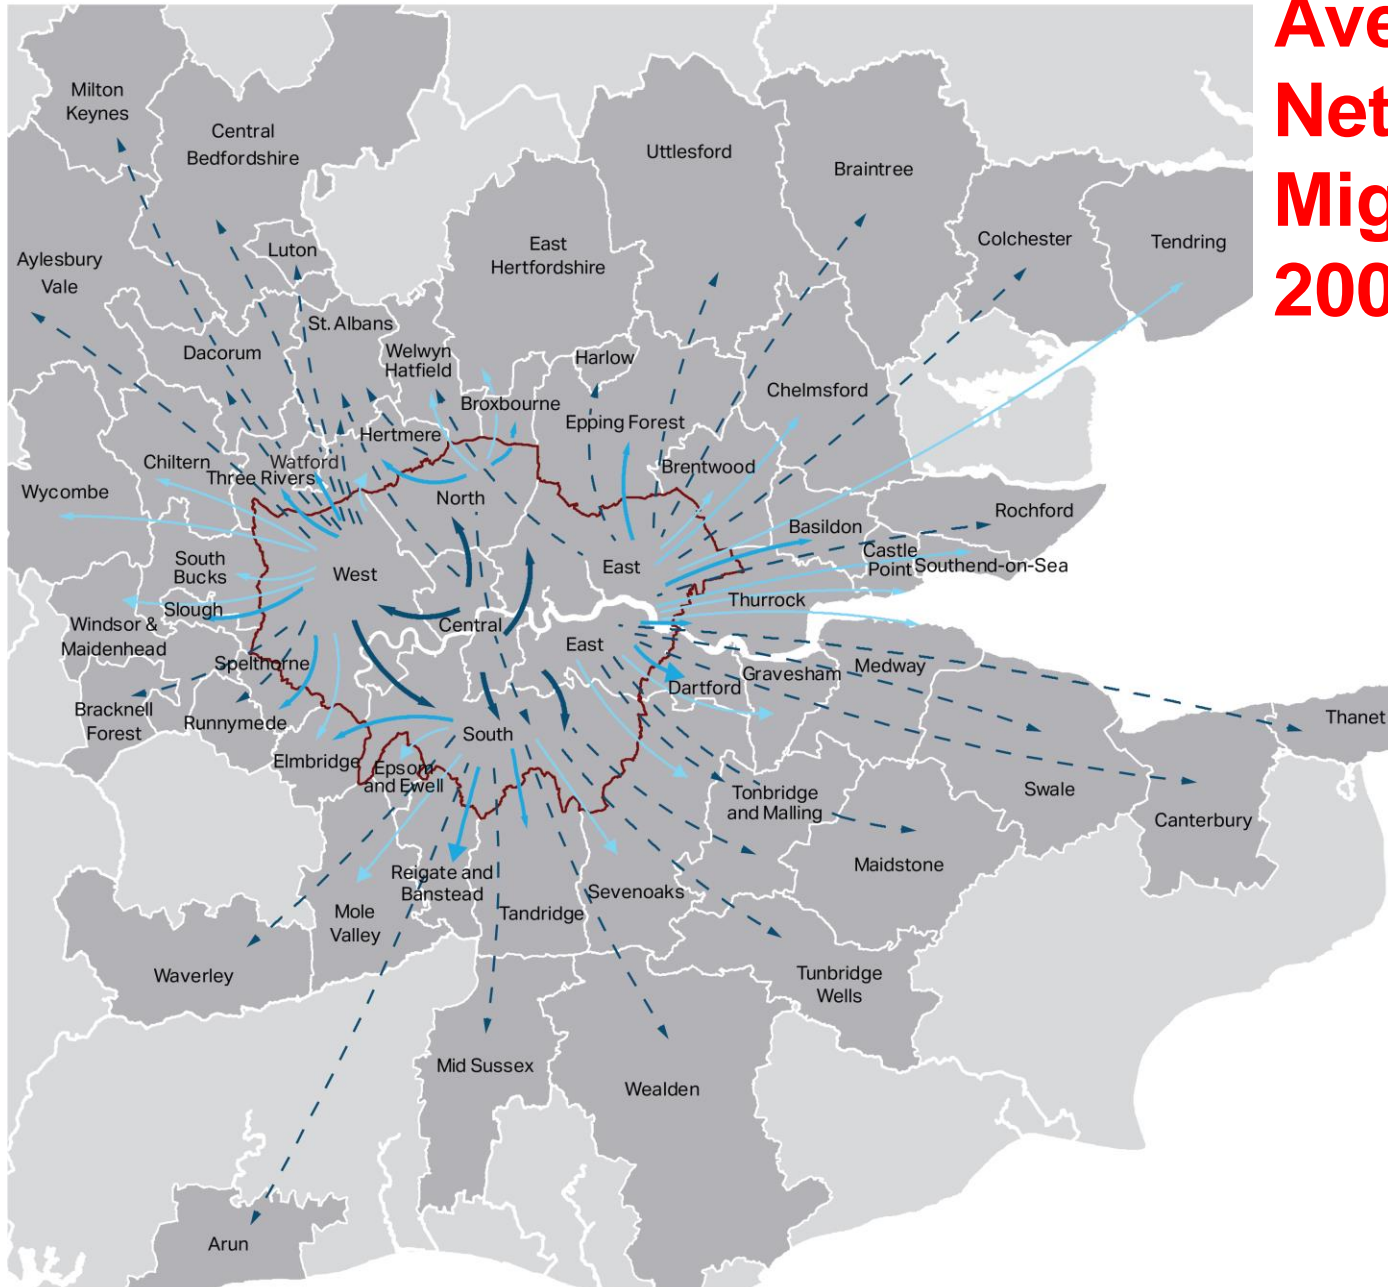 Ave
Net
Mig
200
Milton
Keynes
Central
Bedfordshire
Uttlesford
Braintree
Luton
East
Hertfordshire
Colchester
Tendring
Aylesbury
Vale
St. Albans
Dacorum
Welwyn
Hatfield
Harlow
Chelmsford
Broxbourne
Epping Forest
Hertmere
Chiltern
Watford
Three Rivers
Brentwood
Wycombe
North
Rochford
Basildon
South
Bucks
West
East
Castle
Point
Southend-on-Sea
Slough
Thurrock
Windsor &
Maidenhead
Central
East
Spelthorne
Medway
Gravesham
Dartford
Bracknell
Forest
Runnymede
Thanet
South
Elmbridge
Epsom
and Ewell
Tonbridge
and Malling
Swale
Canterbury
Maidstone
Reigate and
Banstead
Sevenoaks
Mole
Valley
Tandridge
Waverley
Tunbridge
Wells
Mid Sussex
Wealden
Arun